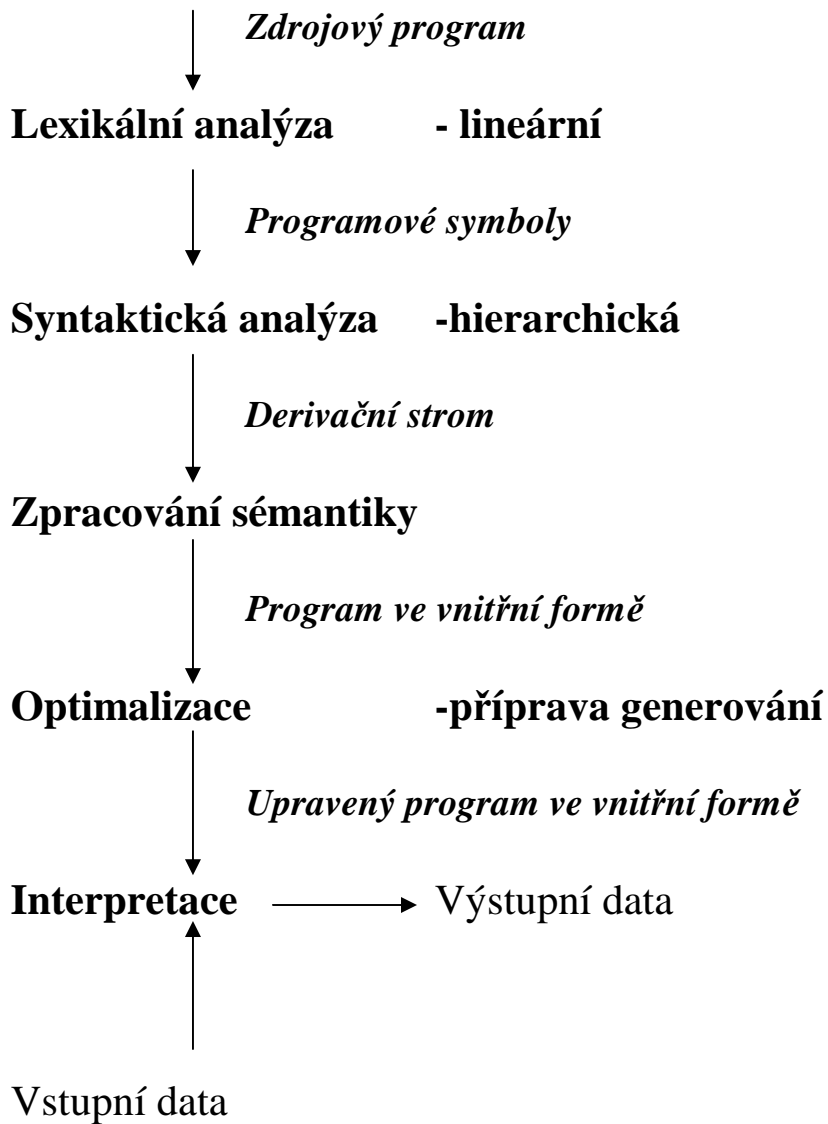 Zdrojový program
Lexikální analýza - lineární
Programové symboly
Syntaktická analýza -hierarchická
Derivační strom
Zpracování sémantiky
Program ve vnitřní formě
Optimalizace -příprava generování
Upravený program ve vnitřní formě
Interpretace Výstupní data
Vstupní data